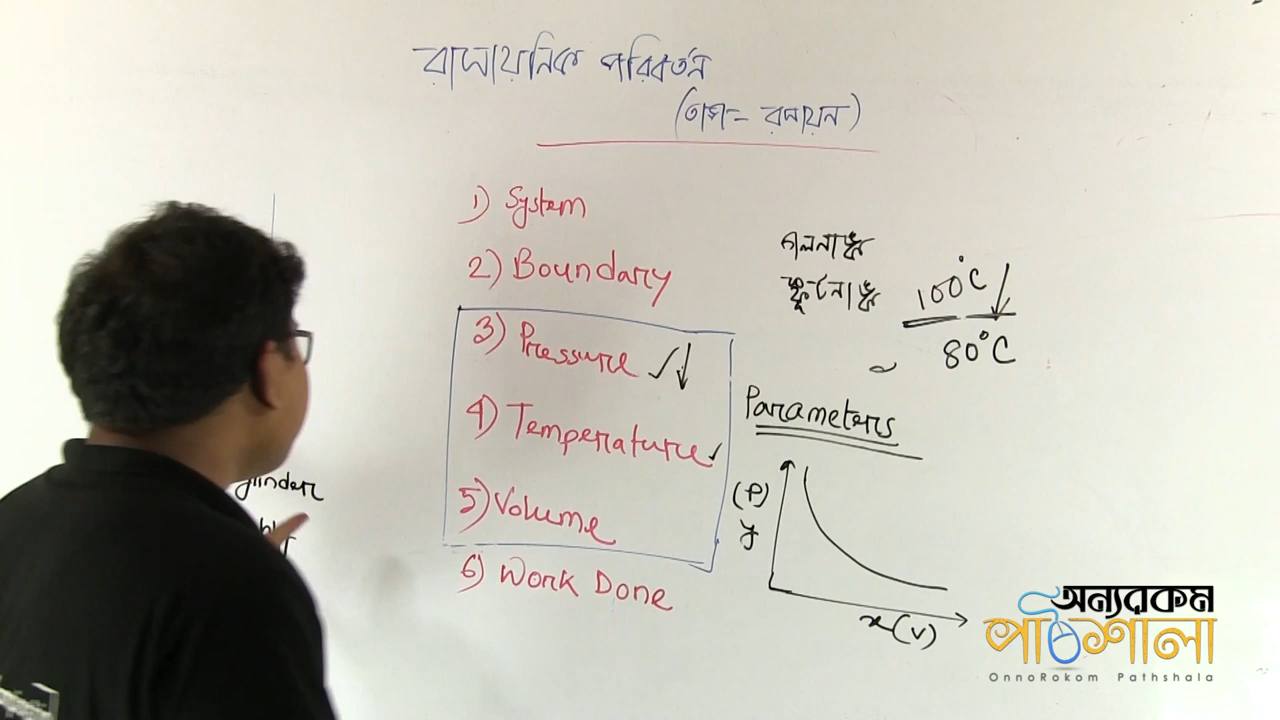 রাসায়নিক পরিবর্তন
(তাপ- রসায়ন)
1) System
2) Boundary
3) Pressure
4) Temperature
5) Volume
6) Work Done
গলনাঙ্ক
স্ফুটনাঙ্ক
100°C
80°C
Parameters
(P)
y
x(V)
অন্যরকম
পাঠশালা
OnnoRokom Pathshala